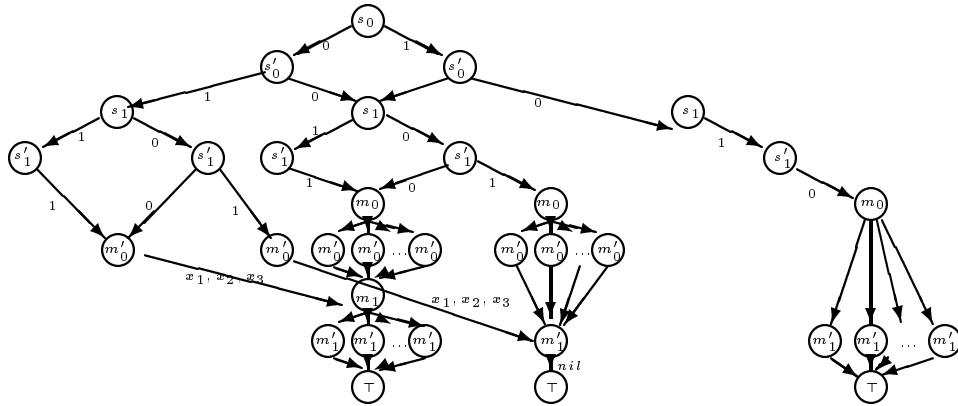 s0
0 1
s′0 s′0
1 0 0
s1 s1 s1
1 0 1 0 1
s′1 s′1 s′1 s′1 s′1
1 0 1 1 0 1 0
m0 m0 m0
m′0 m′0 m′0 m′0 ... m′0 m′0 m′0 ... m′0
x1, x2, x3 m1 x1, x2, x3
m′1 m′1 ... m′1 m′1 m′1 m′1 ... m′1
nil
⊤ ⊤ ⊤